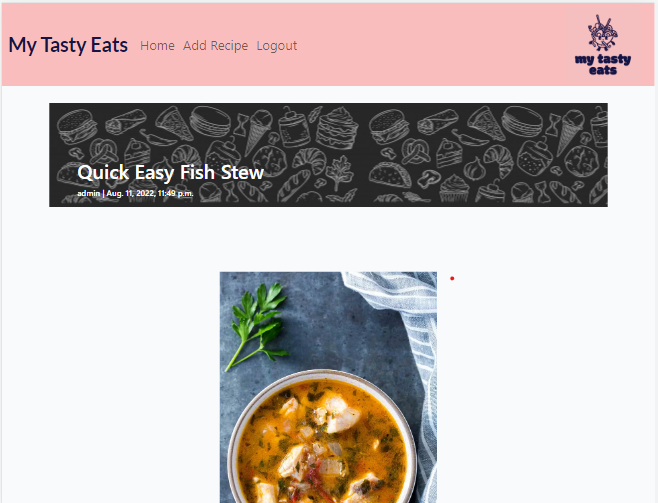 My Tasty Eats Home Add Recipe Logout
my tasty
eats
Quick Easy Fish Stew
admin | Aug. 11, 2022, 11:49 p.m.